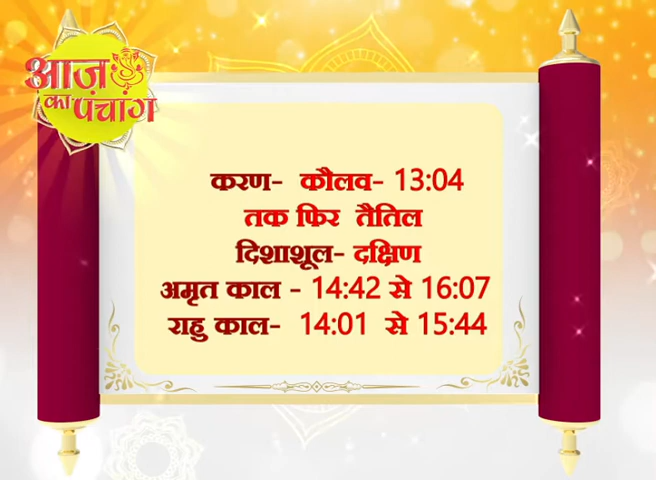 आज
का पंचांग
करण- कौलव- 13:04
तक फिर तैतिल
दिशाशूल- दक्षिण
अमृत काल - 14:42 से 16:07
राहु काल- 14:01 से 15:44